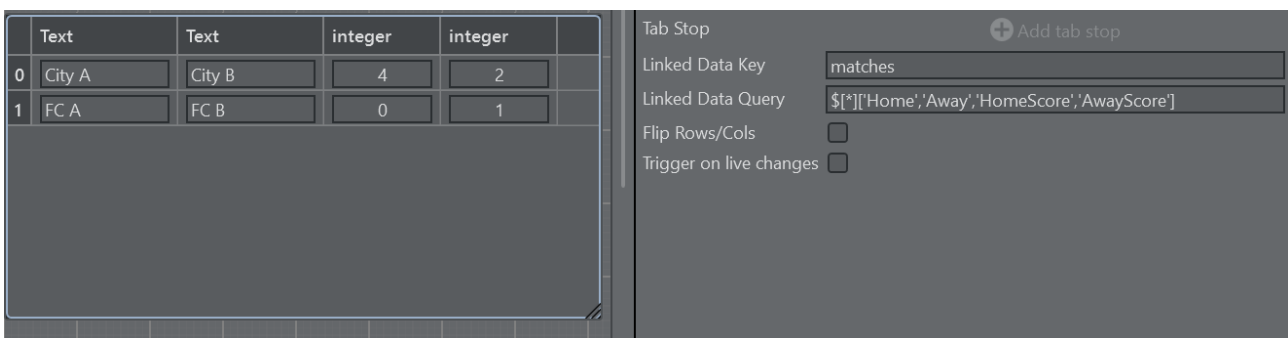 Text Text integer integer
0 City A City B 4 2
1 FC A FC B 0 1
Tab Stop Add tab stop
Linked Data Key matches
Linked Data Query $[*]['Home','Away','HomeScore','AwayScore']
Flip Rows/Cols
Trigger on live changes